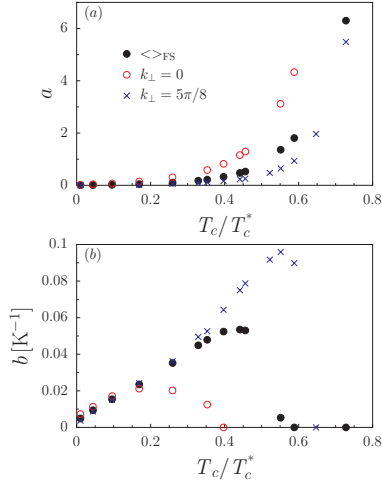 (a)
6
4
2
0
a
<>FS
k⊥ = 0
k⊥ = 5π/8
0 0.2 0.4 0.6 0.8
Tc/Tc*
(b)
0.1
0.08
0.06
0.04
0.02
0
b [K⁻¹]
0 0.2 0.4 0.6 0.8
Tc/Tc*